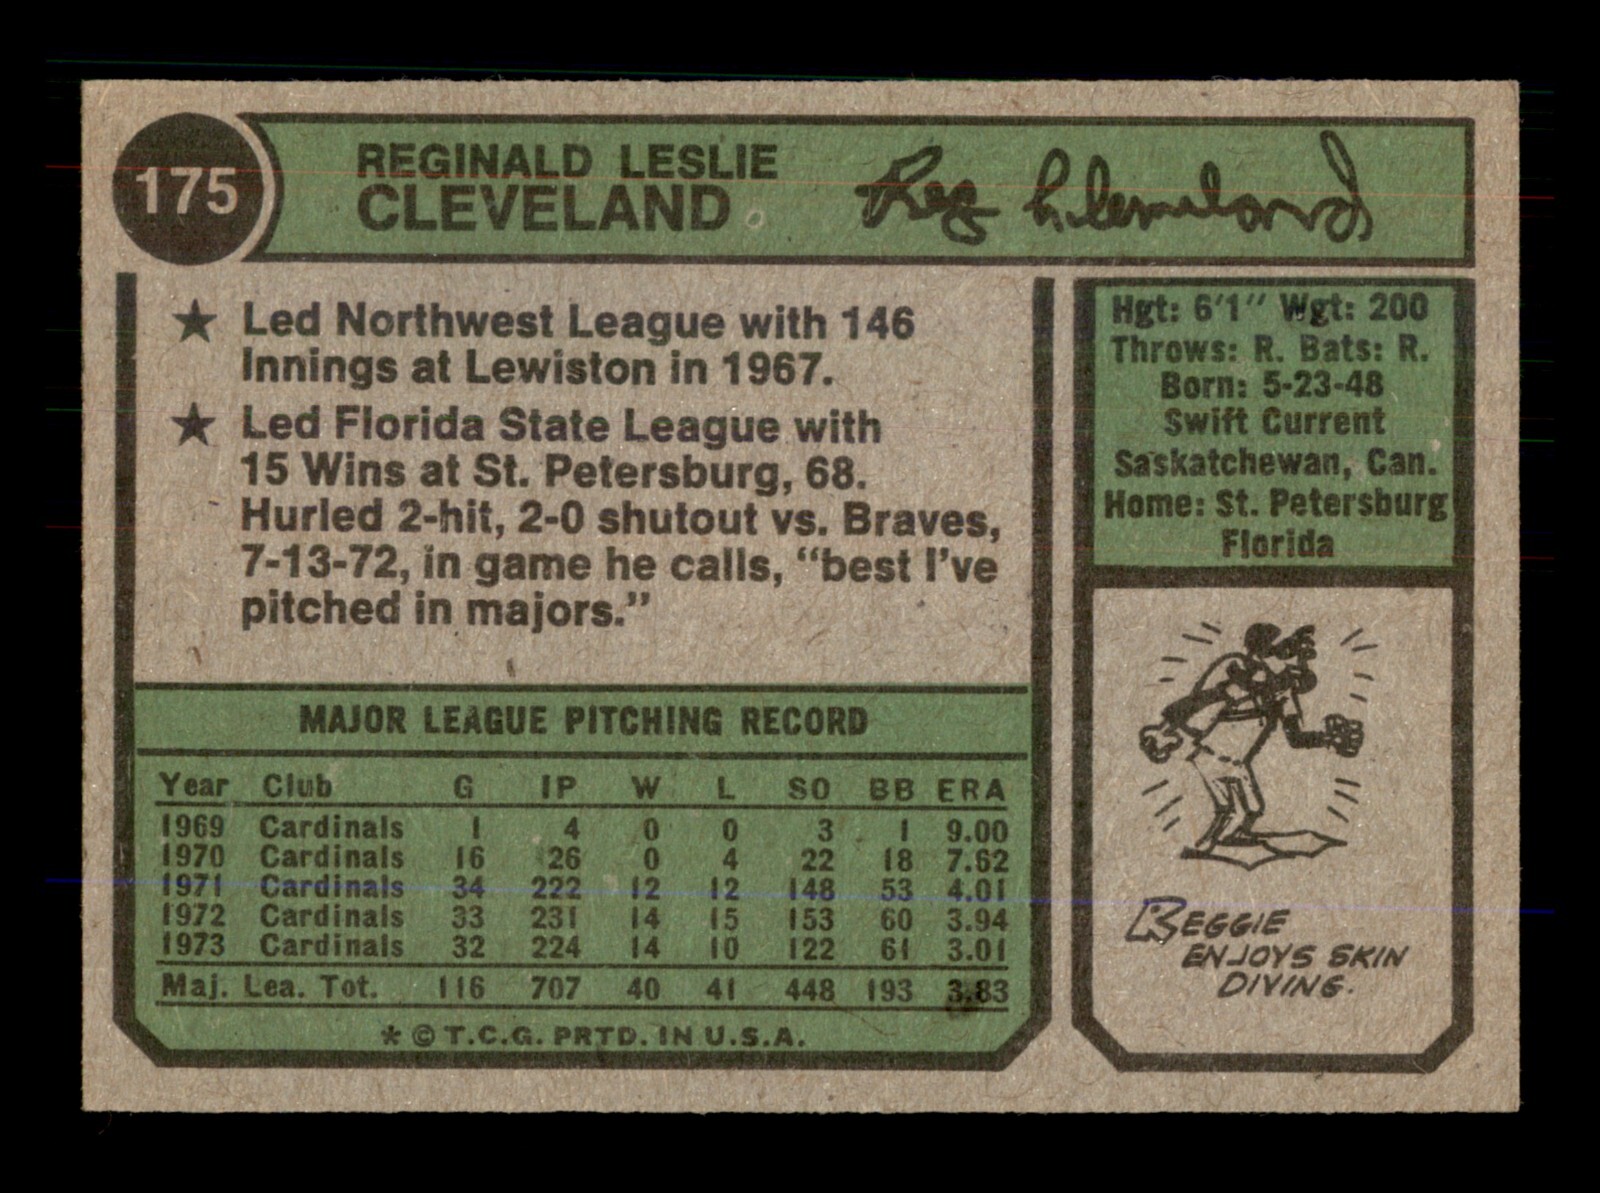 175
REGINALD LESLIE
CLEVELAND
Reg Cleveland
★ Led Northwest League with 146
Innings at Lewiston in 1967.
★ Led Florida State League with
15 Wins at St. Petersburg, 68.
Hurled 2-hit, 2-0 shutout vs. Braves,
7-13-72, in game he calls, “best I’ve
pitched in majors.”
Hgt: 6'1" Wgt: 200
Throws: R. Bats: R.
Born: 5-23-48
Swift Current
Saskatchewan, Can.
Home: St. Petersburg
Florida
MAJOR LEAGUE PITCHING RECORD
Year Club G IP W L SO BB ERA
1969 Cardinals 1 4 0 0 3 1 9.00
1970 Cardinals 16 26 0 4 22 18 7.62
1971 Cardinals 34 222 12 12 148 53 4.01
1972 Cardinals 33 231 14 15 153 60 3.94
1973 Cardinals 32 224 14 10 122 61 3.01
Maj. Lea. Tot. 116 707 40 41 448 193 3.83
* © T.C.G. PRTD. IN U.S.A.
REGGIE
ENJOYS SKIN
DIVING.